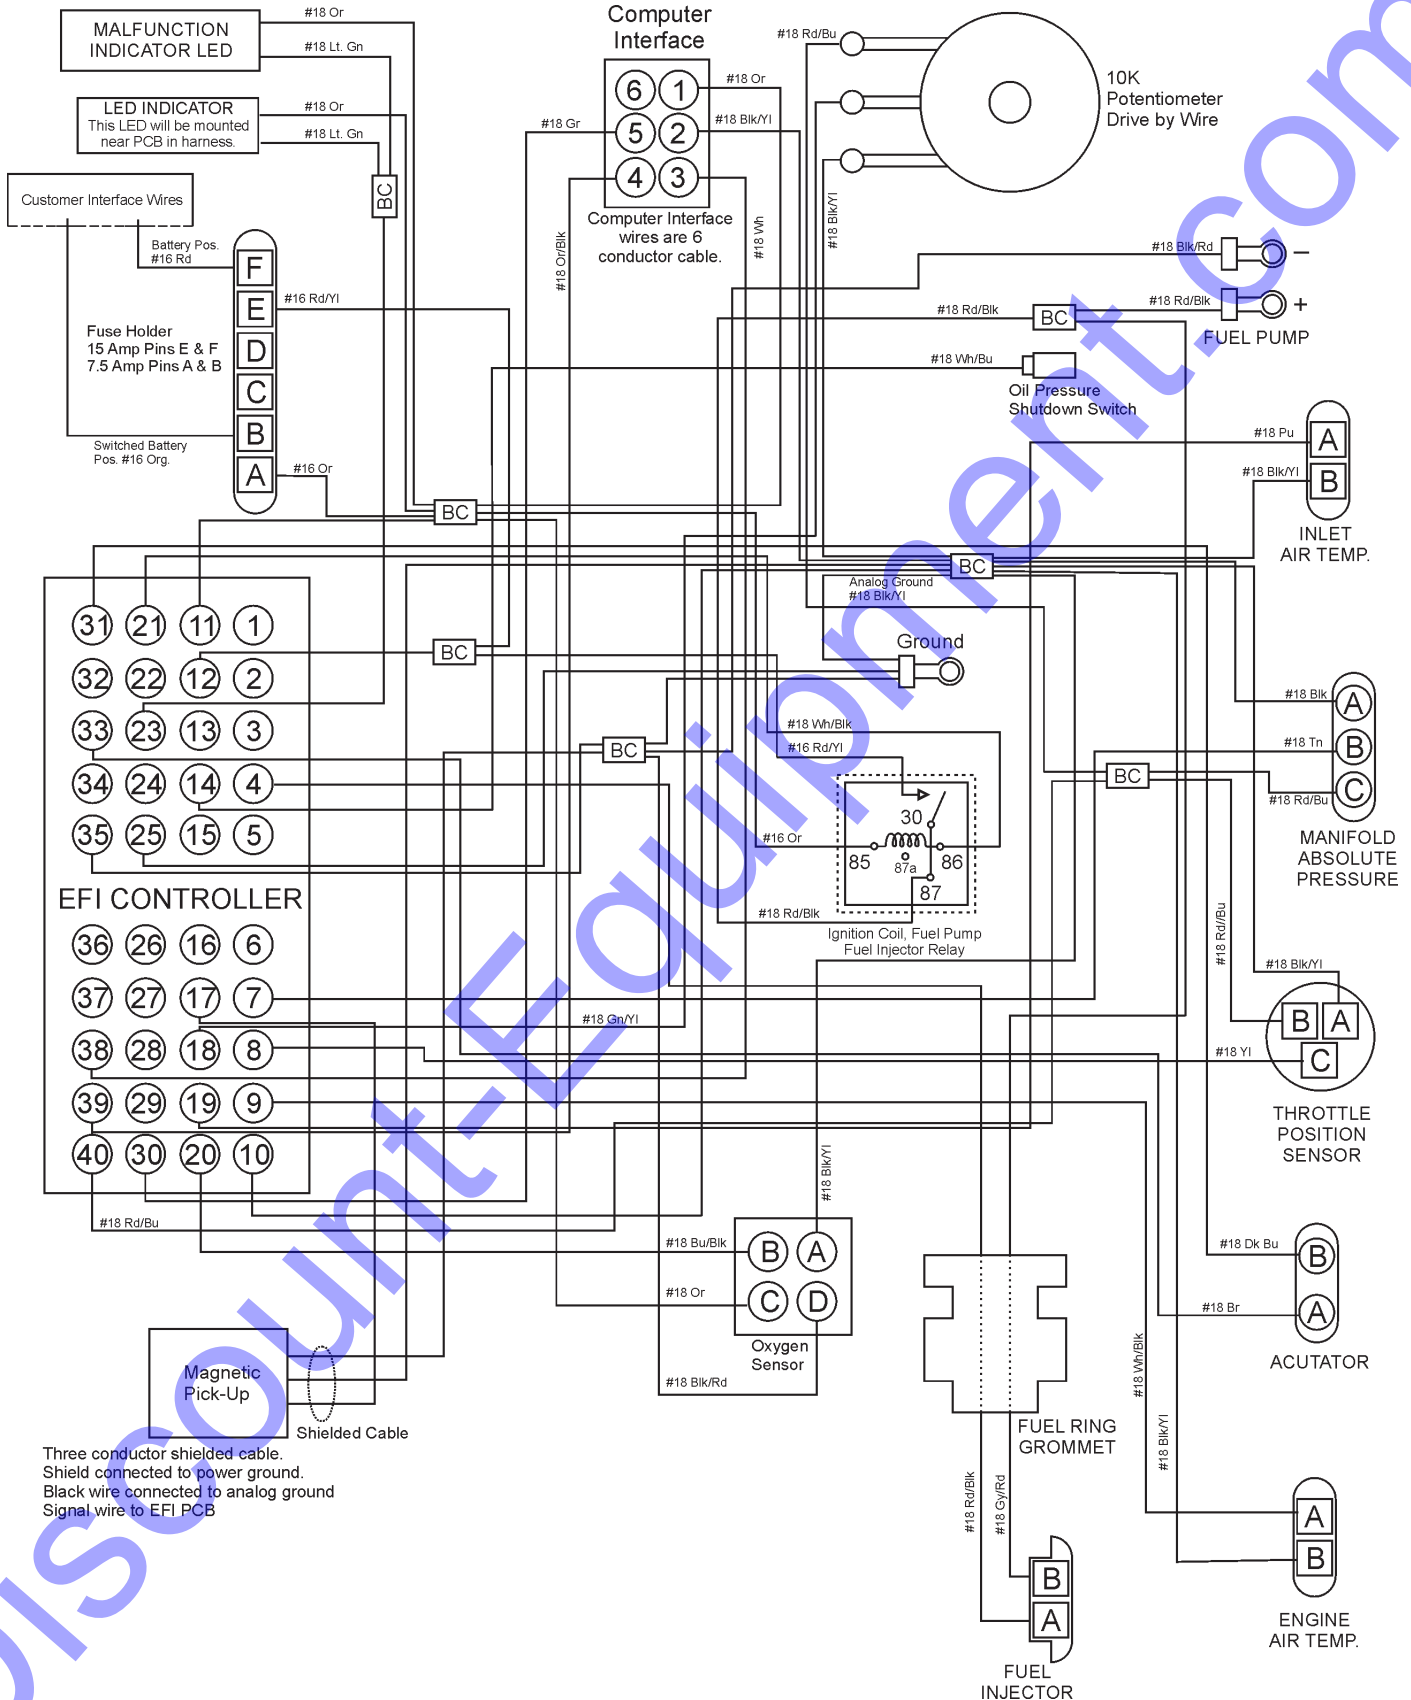 MALFUNCTION
INDICATOR LED
#18 Or
#18 Lt. Gn
LED INDICATOR
This LED will be mounted
near PCB in harness.
#18 Or
#18 Lt. Gn
BC
Customer Interface Wires
Battery Pos.
#16 Rd
F
E
D
C
B
A
#16 Rd/Yl
Fuse Holder
15 Amp Pins E & F
7.5 Amp Pins A & B
Switched Battery
Pos. #16 Org.
#16 Or
BC
Computer
Interface
6 1
5 2
4 3
#18 Or
#18 Blk/Yl
#18 Gr
#18 Or/Blk
#18 Wh
Computer Interface
wires are 6
conductor cable.
#18 Rd/Bu
#18 Blk/Yl
10K
Potentiometer
Drive by Wire
#18 Blk/Rd
−
#18 Rd/Blk
BC
#18 Rd/Blk
+
FUEL PUMP
#18 Wh/Bu
Oil Pressure
Shutdown Switch
#18 Pu
A
#18 Blk/Yl
B
INLET
AIR TEMP.
BC
Analog Ground
#18 Blk/Yl
Ground
31 21 11 1
32 22 12 2
33 23 13 3
34 24 14 4
35 25 15 5
EFI CONTROLLER
36 26 16 6
37 27 17 7
38 28 18 8
39 29 19 9
40 30 20 10
BC
BC
#18 Wh/Blk
#16 Rd/Yl
#16 Or
30
85
86
87a
87
#18 Rd/Blk
Ignition Coil, Fuel Pump
Fuel Injector Relay
#18 Blk
A
#18 Tn
B
BC
#18 Rd/Bu
C
MANIFOLD
ABSOLUTE
PRESSURE
#18 Rd//Bu
#18 Blk/Yl
B A
C
#18 Yl
THROTTLE
POSITION
SENSOR
#18 Gn/Yl
#18 Rd/Bu
#18 Blk/Yl
#18 Bu/Blk
B A
#18 Or
C D
Oxygen
Sensor
#18 Blk/Rd
#18 Dk Bu
B
#18 Br
A
ACUTATOR
Magnetic
Pick-Up
Shielded Cable
Three conductor shielded cable.
Shield connected to power ground.
Black wire connected to analog ground
Signal wire to EFI PCB
FUEL RING
GROMMET
#18 Rd/Blk
#18 Gy/Rd
#18 Wh/Blk
#18 Blk/Yl
B
A
FUEL
INJECTOR
A
B
ENGINE
AIR TEMP.
Discount-Equipment.com